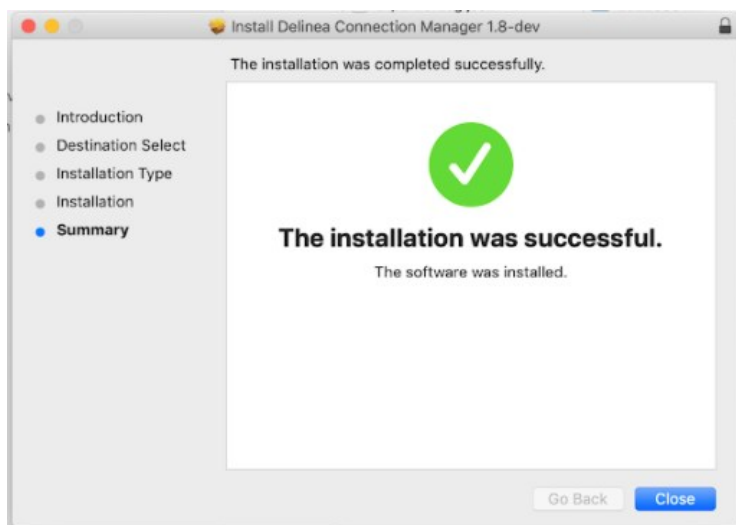 Install Delinea Connection Manager 1.8-dev
The installation was completed successfully.
Introduction
Destination Select
Installation Type
Installation
Summary
The installation was successful.
The software was installed.
Go Back
Close